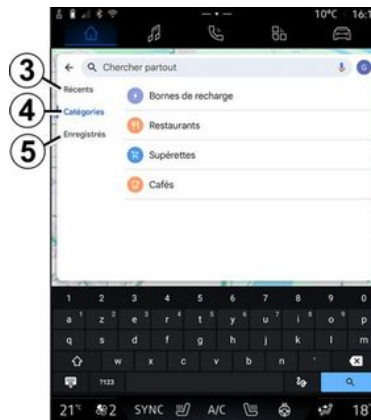 10°C 16:1
Chercher partout
G
3
Récents
Bornes de recharge
4
Catégories
Restaurants
5
Enregistrés
Supérettes
Cafés
1 2 3 4 5 6 7 8 9 0
a z e r t y u i o p
q s d f g h j k l m
w x c v b n '
?123
21° 2 SYNC A/C 18°